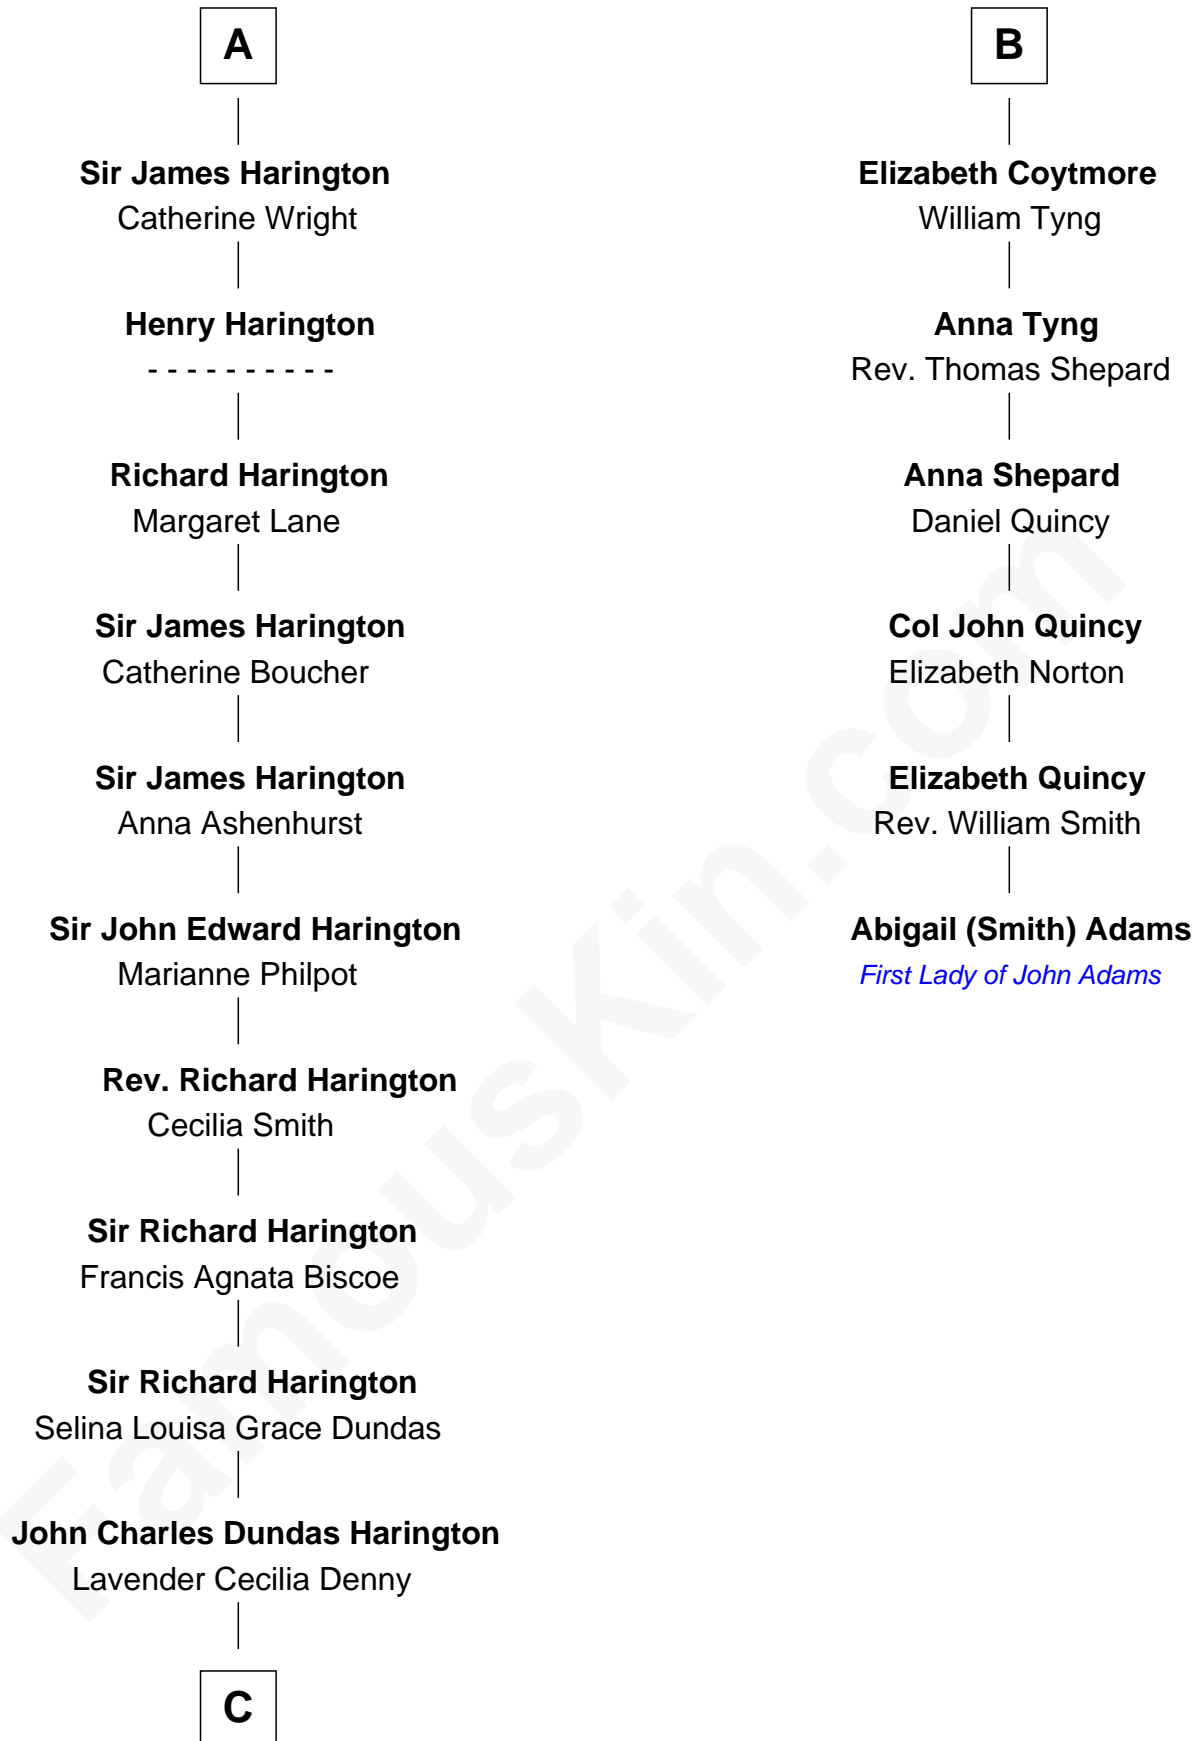 A
Sir James Harington
Catherine Wright
Henry Harington
- - - - - - - - - -
Richard Harington
Margaret Lane
Sir James Harington
Catherine Boucher
Sir James Harington
Anna Ashenhurst
Sir John Edward Harington
Marianne Philpot
Rev. Richard Harington
Cecilia Smith
Sir Richard Harington
Francis Agnata Biscoe
Sir Richard Harington
Selina Louisa Grace Dundas
John Charles Dundas Harington
Lavender Cecilia Denny
C
B
Elizabeth Coytmore
William Tyng
Anna Tyng
Rev. Thomas Shepard
Anna Shepard
Daniel Quincy
Col John Quincy
Elizabeth Norton
Elizabeth Quincy
Rev. William Smith
Abigail (Smith) Adams
First Lady of John Adams
FamousKin.com